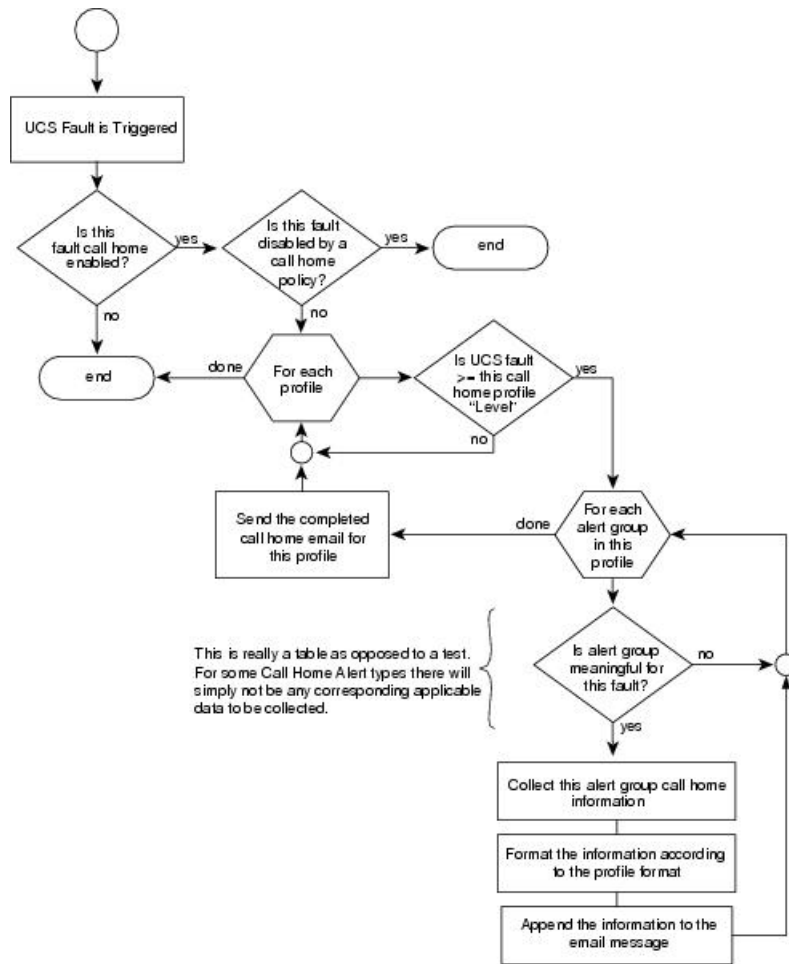 UCS Fault is Triggered
Is this
fault call home
enabled?
yes
Is this fault
disabled by a
call home
policy?
yes
end
no
no
end
done
For each
profile
Is UCS fault
>= this call
home profile
"Level"
yes
no
Send the completed
call home email for
this profile
done
For each
alert group
in this
profile
This is really a table as opposed to a test.
For some Call Home Alert types there will
simply not be any corresponding applicable
data to be collected.
Is alert group
meaningful for
this fault?
no
yes
Collect this alert group call home
information
Format the information according
to the profile format
Append the information to the
email message